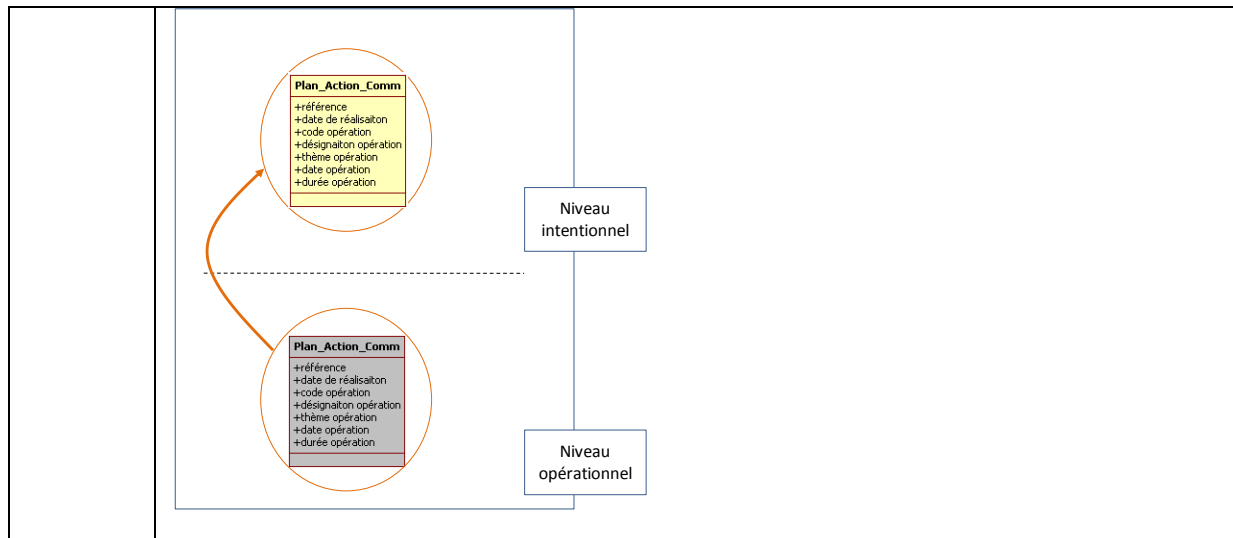 Plan_Action_Comm
+référence
+date de réalisaiton
+code opération
+désignaiton opération
+thème opération
+date opération
+durée opération
Niveau
intentionnel
Plan_Action_Comm
+référence
+date de réalisaiton
+code opération
+désignaiton opération
+thème opération
+date opération
+durée opération
Niveau
opérationnel